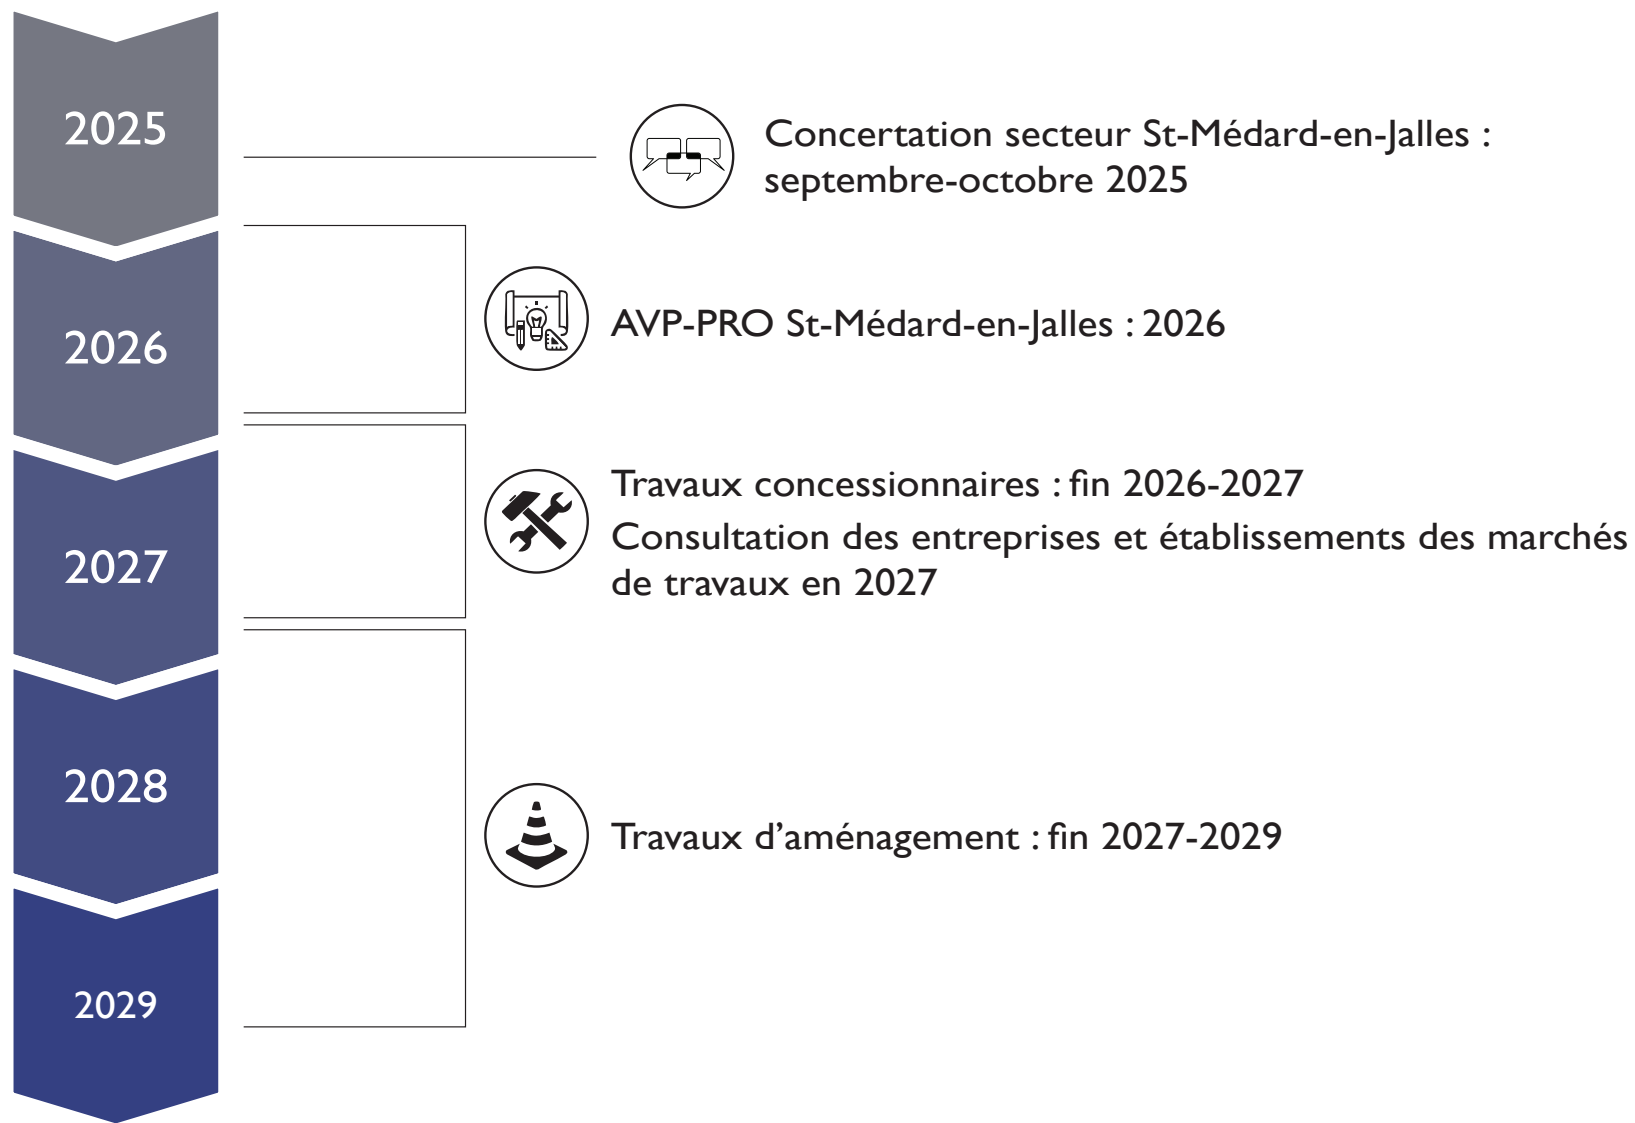 2025
Concertation secteur St-Médard-en-Jalles :
septembre-octobre 2025
2026
AVP-PRO St-Médard-en-Jalles : 2026
2027
Travaux concessionnaires : fin 2026-2027
Consultation des entreprises et établissements des marchés
de travaux en 2027
2028
Travaux d’aménagement : fin 2027-2029
2029